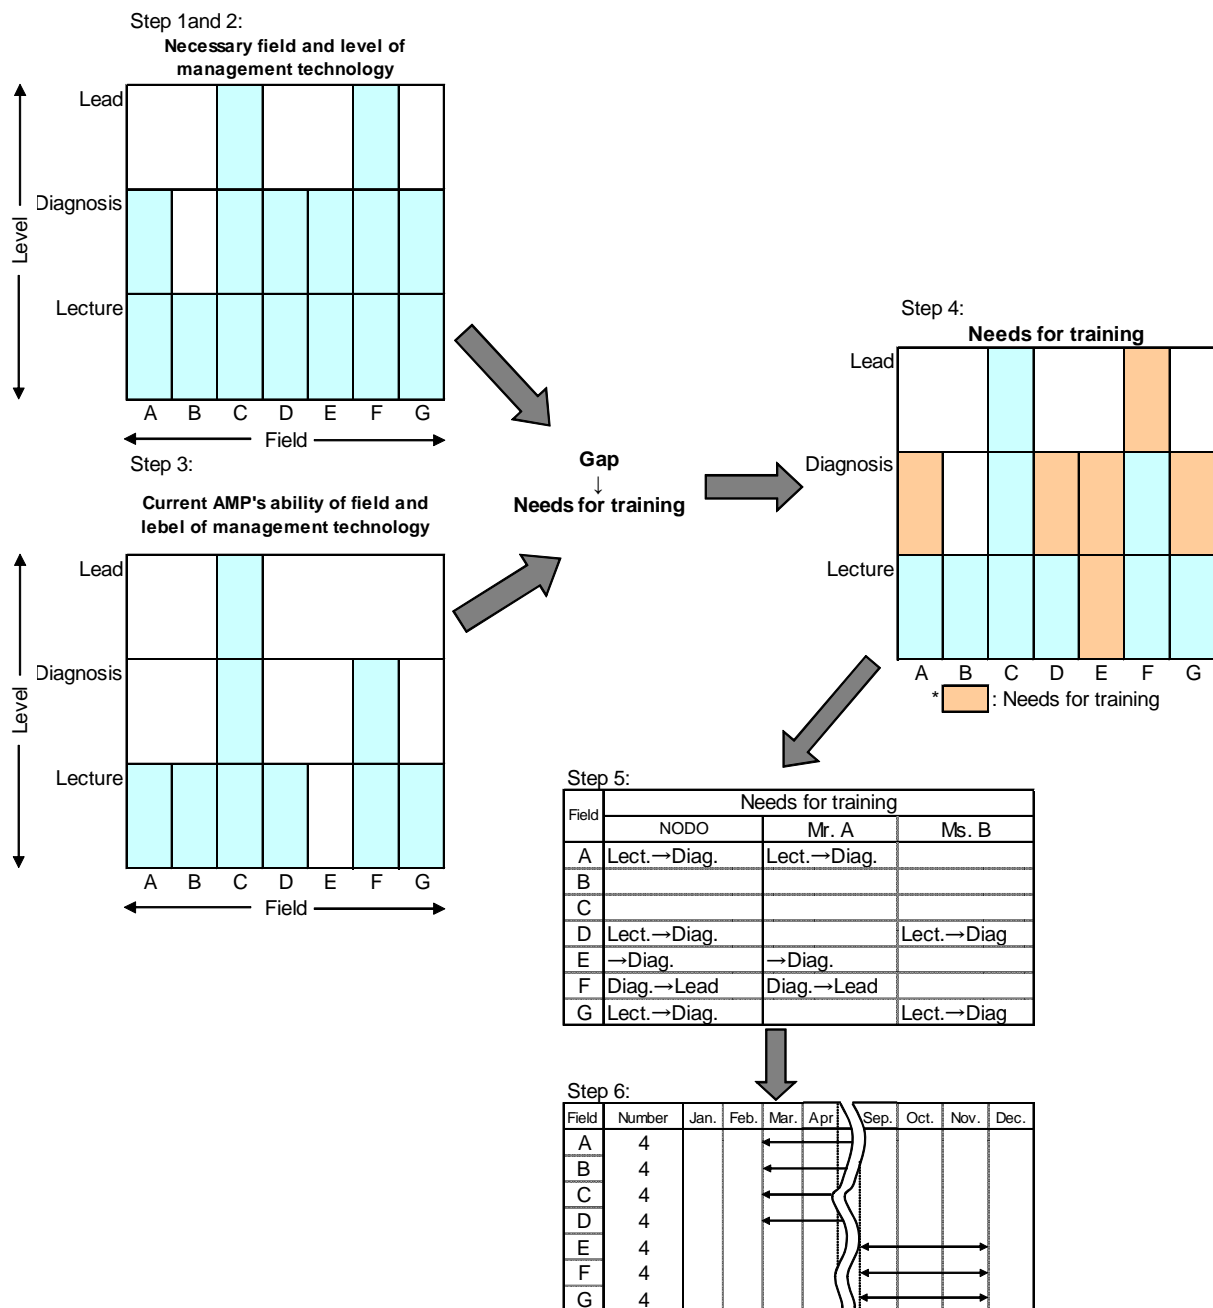 Step 1and 2:
Necessary field and level of
management technology
Lead
Diagnosis
Lecture
Level
A B C D E F G
Field
Step 3:
Current AMP's ability of field and
lebel of management technology
Lead
Diagnosis
Lecture
Level
A B C D E F G
Field
Gap
↓
Needs for training
Step 4:
Needs for training
Lead
Diagnosis
Lecture
A B C D E F G
* : Needs for training
Step 5:
Field Needs for training
NODO Mr. A Ms. B
A Lect.→Diag. Lect.→Diag.
B
C
D Lect.→Diag. Lect.→Diag
E →Diag. →Diag.
F Diag.→Lead Diag.→Lead
G Lect.→Diag. Lect.→Diag
Step 6:
Field Number Jan. Feb. Mar. Apr Sep. Oct. Nov. Dec.
A 4
B 4
C 4
D 4
E 4
F 4
G 4